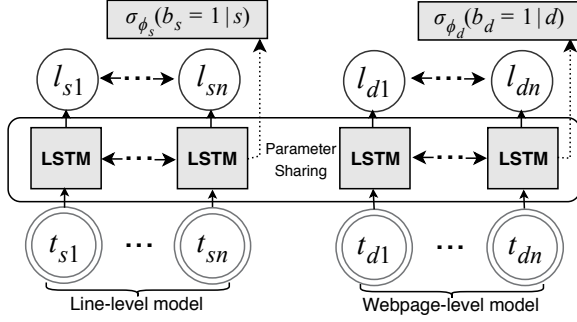 σ_{ϕ_s}(b_s = 1 | s) σ_{ϕ_d}(b_d = 1 | d)
l_{s1} ··· l_{sn} l_{d1} ··· l_{dn}
LSTM ··· LSTM Parameter Sharing LSTM ··· LSTM
t_{s1} ··· t_{sn} t_{d1} ··· t_{dn}
Line-level model Webpage-level model